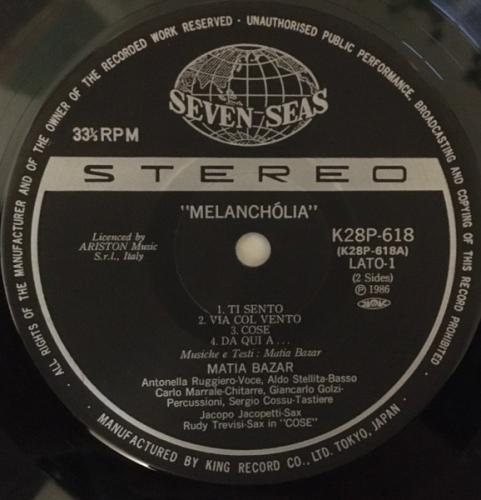 ALL RIGHTS OF THE MANUFACTURER AND OF THE OWNER OF THE RECORDED WORK RESERVED · UNAUTHORISED PUBLIC PERFORMANCE, BROADCASTING AND COPYING OF THIS RECORD PROHIBITED
SEVEN SEAS
33⅓RPM
STEREO
"MELANCHÓLIA"
Licenced by
ARISTON Music
S.r.l., Italy
K28P-618
(K28P-618A)
LATO-1
(2 Sides)
Ⓟ 1986
1. TI SENTO
2. VIA COL VENTO
3. COSE
4. DA QUI A...
Musiche e Testi : Matia Bazar
MATIA BAZAR
Antonella Ruggiero-Voce, Aldo Stellita-Basso
Carlo Marrale-Chitarre, Giancarlo Golzi-
Percussioni, Sergio Cossu-Tastiere
Jacopo Jacopetti-Sax
Rudy Trevisi-Sax in "COSE"
· MANUFACTURED BY KING RECORD CO., LTD. TOKYO, JAPAN ·